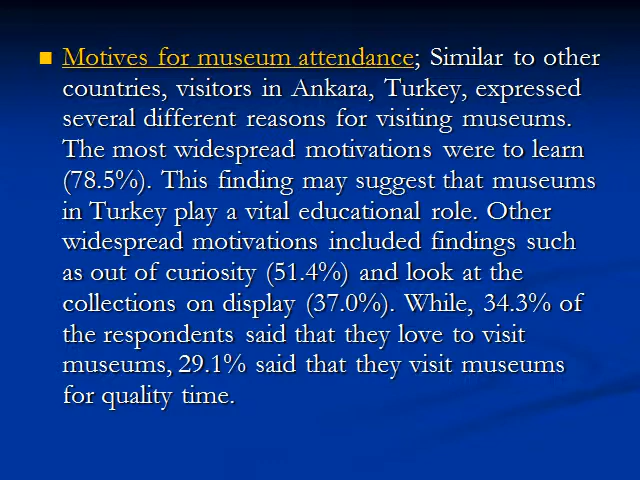 Motives for museum attendance; Similar to other
countries, visitors in Ankara, Turkey, expressed
several different reasons for visiting museums.
The most widespread motivations were to learn
(78.5%). This finding may suggest that museums
in Turkey play a vital educational role. Other
widespread motivations included findings such
as out of curiosity (51.4%) and look at the
collections on display (37.0%). While, 34.3% of
the respondents said that they love to visit
museums, 29.1% said that they visit museums
for quality time.